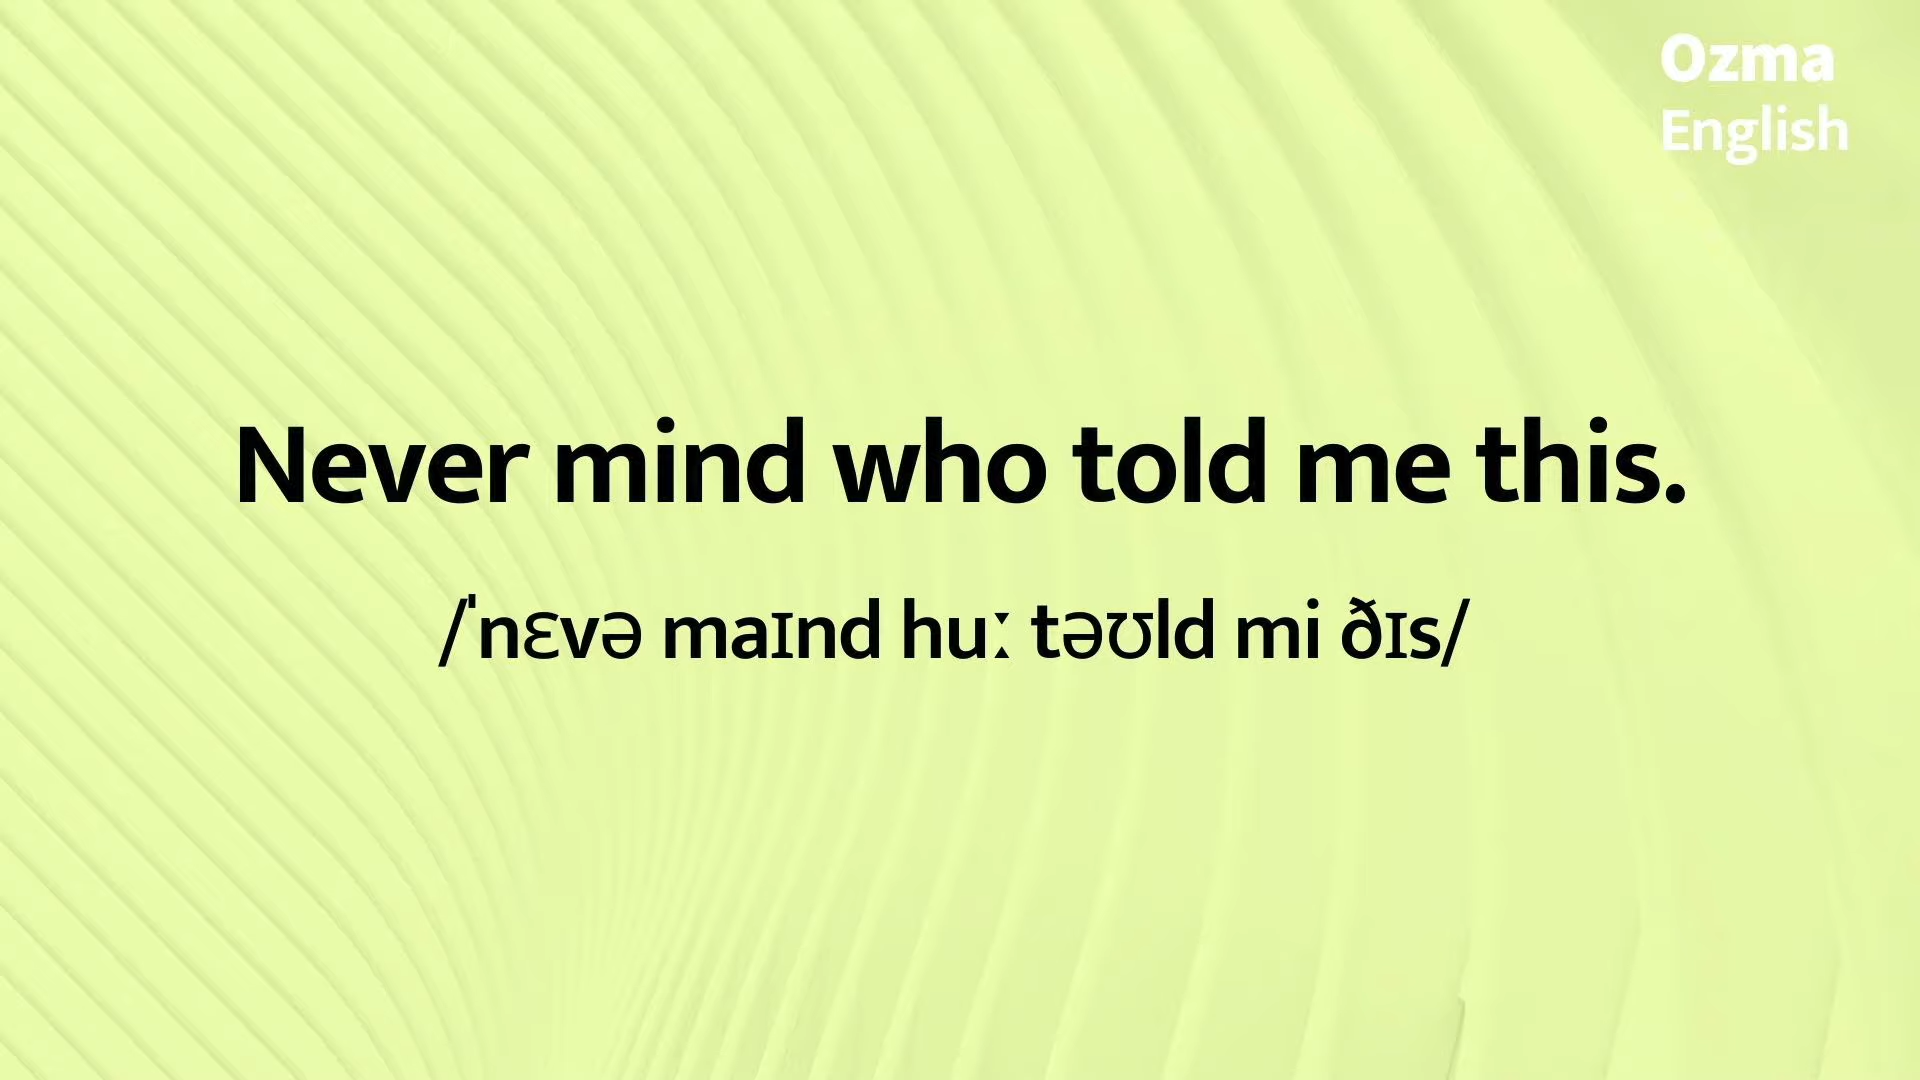 Ozma
English
Never mind who told me this.
/ˈnɛvə maɪnd huː təʊld mi ðɪs/